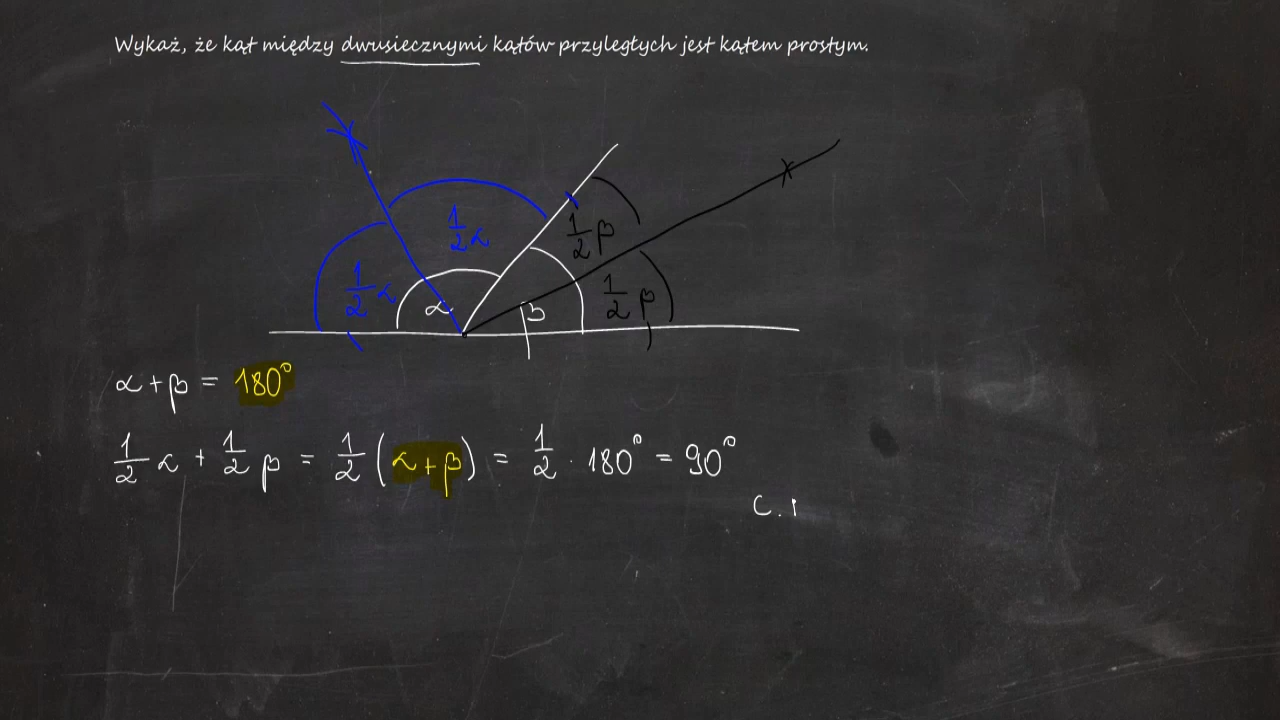 Wykaż, że kąt między dwusiecznymi kątów przyległych jest kątem prostym.
½α
½β
½α
½β
α
β
α + β = 180°
½α + ½β = ½(α+β) = ½ · 180° = 90°
C.